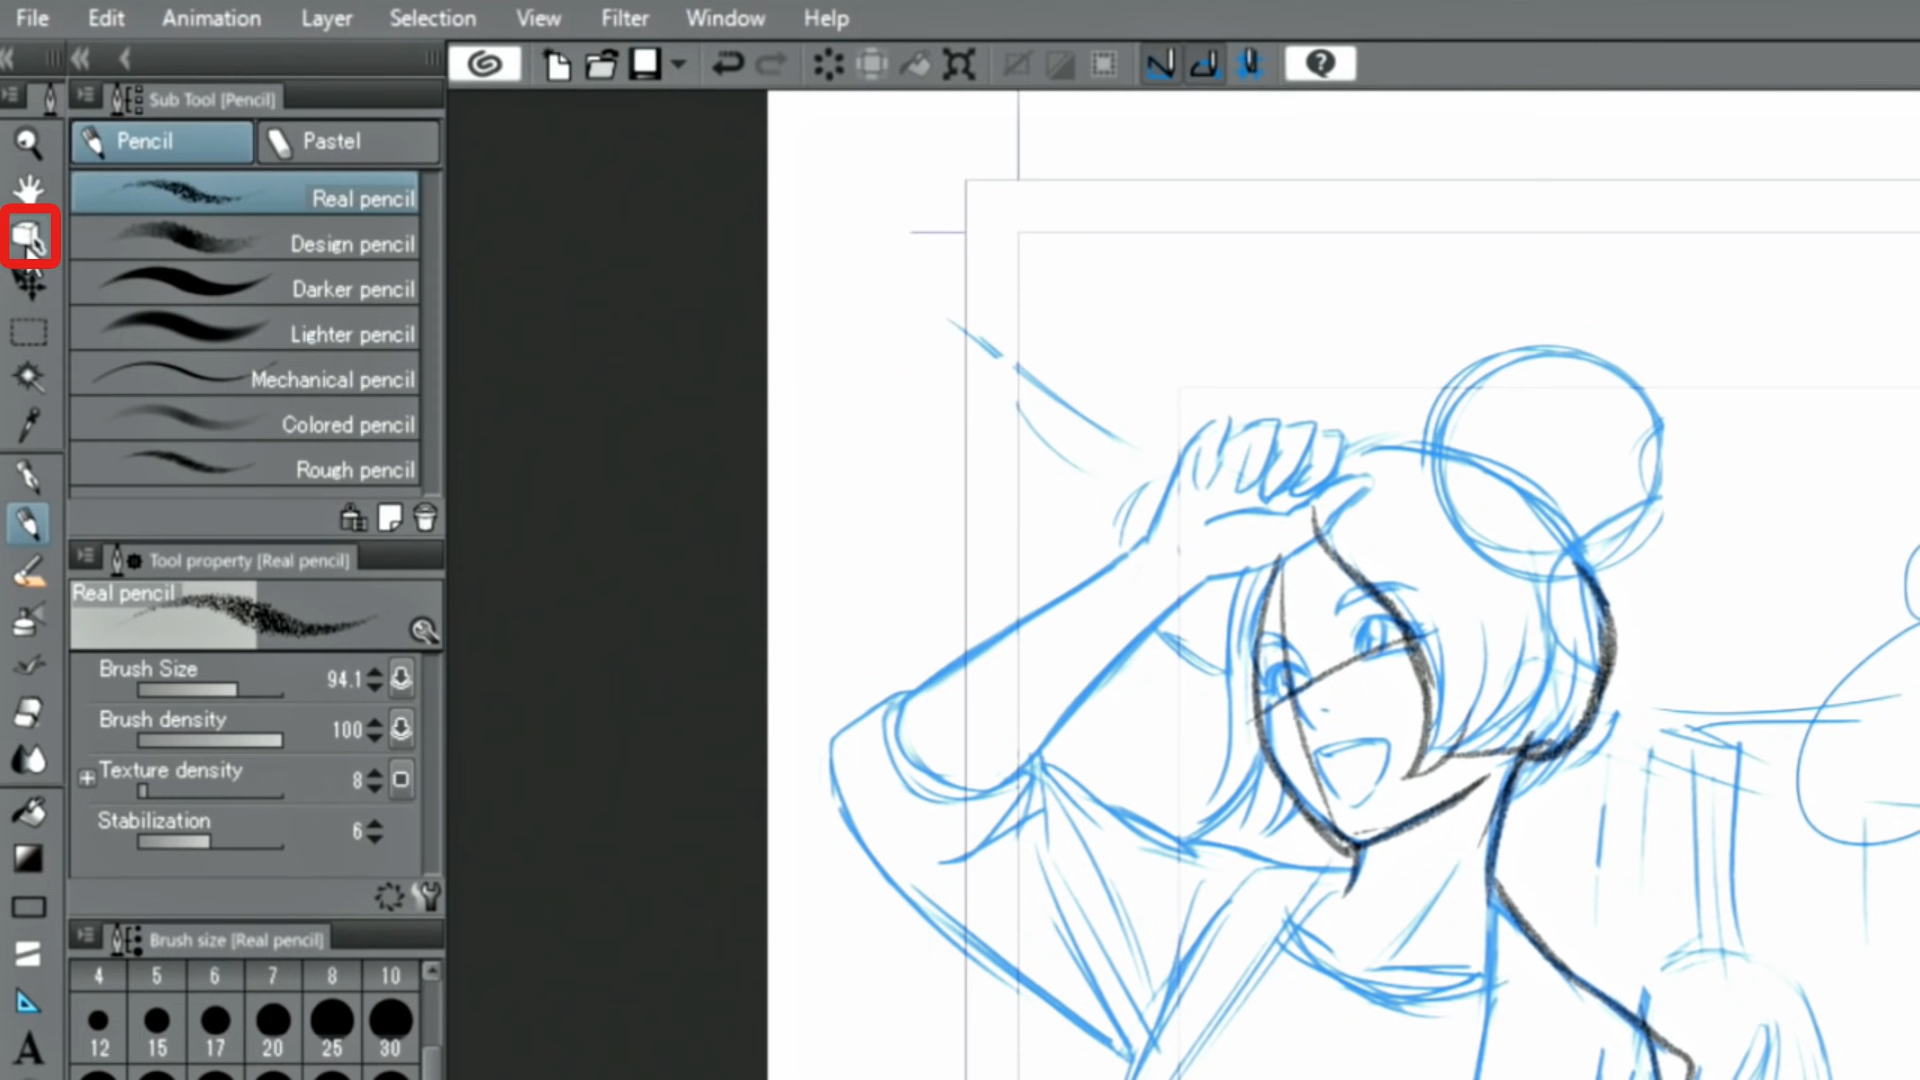 File Edit Animation Layer Selection View Filter Window Help
Sub Tool [Pencil]
Pencil Pastel
Real pencil
Design pencil
Darker pencil
Lighter pencil
Mechanical pencil
Colored pencil
Rough pencil
Tool property [Real pencil]
Real pencil
Brush Size 94.1
Brush density 100
Texture density 8
Stabilization 6
Brush size [Real pencil]
4 5 6 7 8 10
12 15 17 20 25 30
A